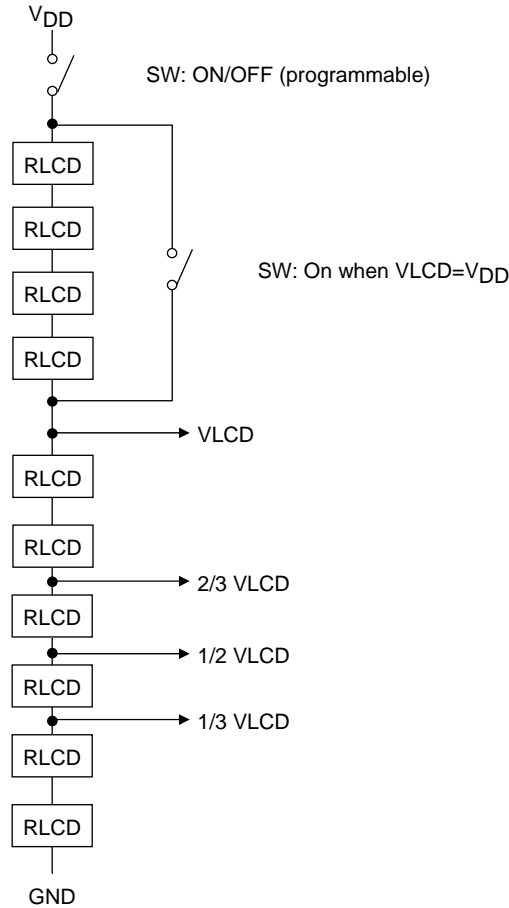 VDD
SW: ON/OFF (programmable)
RLCD
RLCD
RLCD
SW: On when VLCD=VDD
RLCD
VLCD
RLCD
RLCD
2/3 VLCD
RLCD
1/2 VLCD
RLCD
1/3 VLCD
RLCD
RLCD
GND